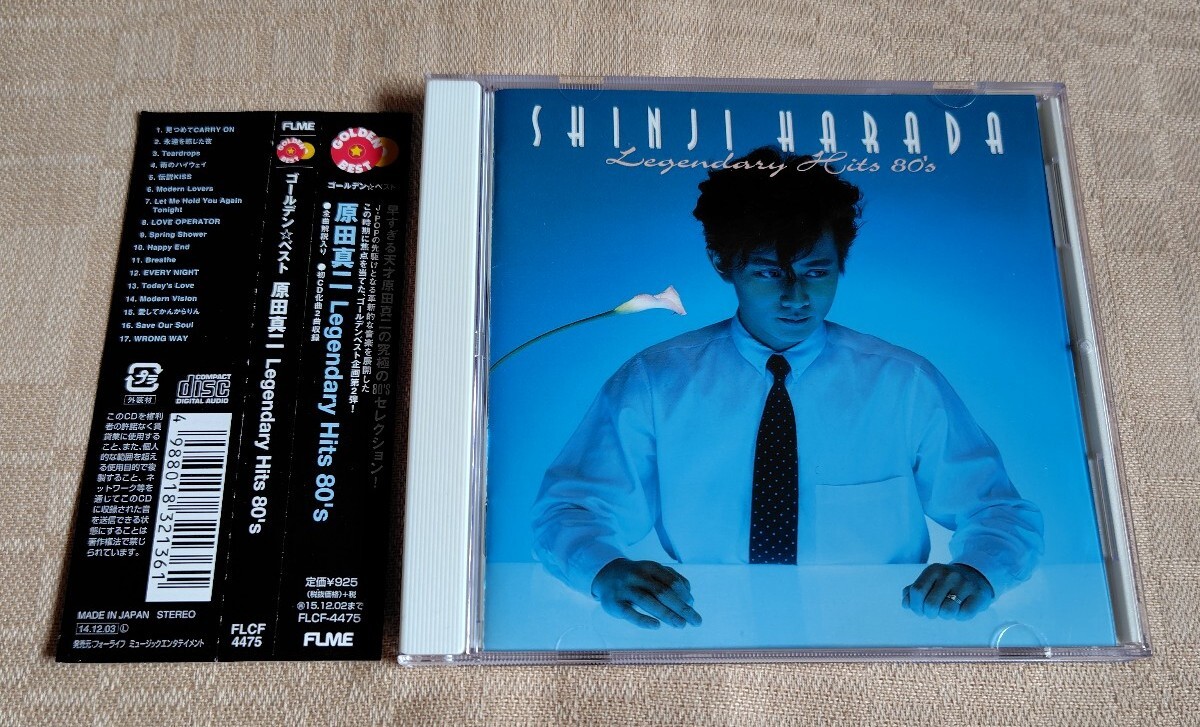 1. 見つめてCARRY ON
2. 永遠を感じた夜
3. Teardrops
4. 雨のハイウェイ
5. 伝説KISS
6. Modern Lovers
7. Let Me Hold You Again
Tonight
8. LOVE OPERATOR
9. Spring Shower
10. Happy End
11. Breathe
12. EVERY NIGHT
13. Today's Love
14. Modern Vision
15. 愛してかんからりん
16. Save Our Soul
17. WRONG WAY
プラ
外装材
COMPACT
disc
DIGITAL AUDIO
このCDを権利
者の許諾なく賃
貸業に使用する
こと、また、個人
的な範囲を超え
る使用目的で複
製すること、ネ
ットワーク等を
通じてこのCD
に収録された音
を送信できる状
態にすることは
著作権法で禁じ
られています。
4 988018 321361
MADE IN JAPAN STEREO
14.12.03 Ⓛ
発売元:フォーライフ ミュージックエンタテイメント
FLME
GOLDEN
BEST
ゴールデン☆ベスト 原田真二 Legendary Hits 80's
FLCF
4475
GOLDEN
BEST
ゴールデン☆ベスト
早すぎる天才原田真二の究極の80'Sセレクション!
J-POPの先駆けとなる革新的な音楽を展開した
この時期に焦点を当てた、ゴールデンベスト企画第2弾!
原田真二 Legendary Hits 80's
●全曲解説入り ●初CD化曲2曲収録
定価¥925
(税抜価格)+税
15.12.02まで
FLCF-4475
FLME
SHINJI HARADA
Legendary Hits 80's